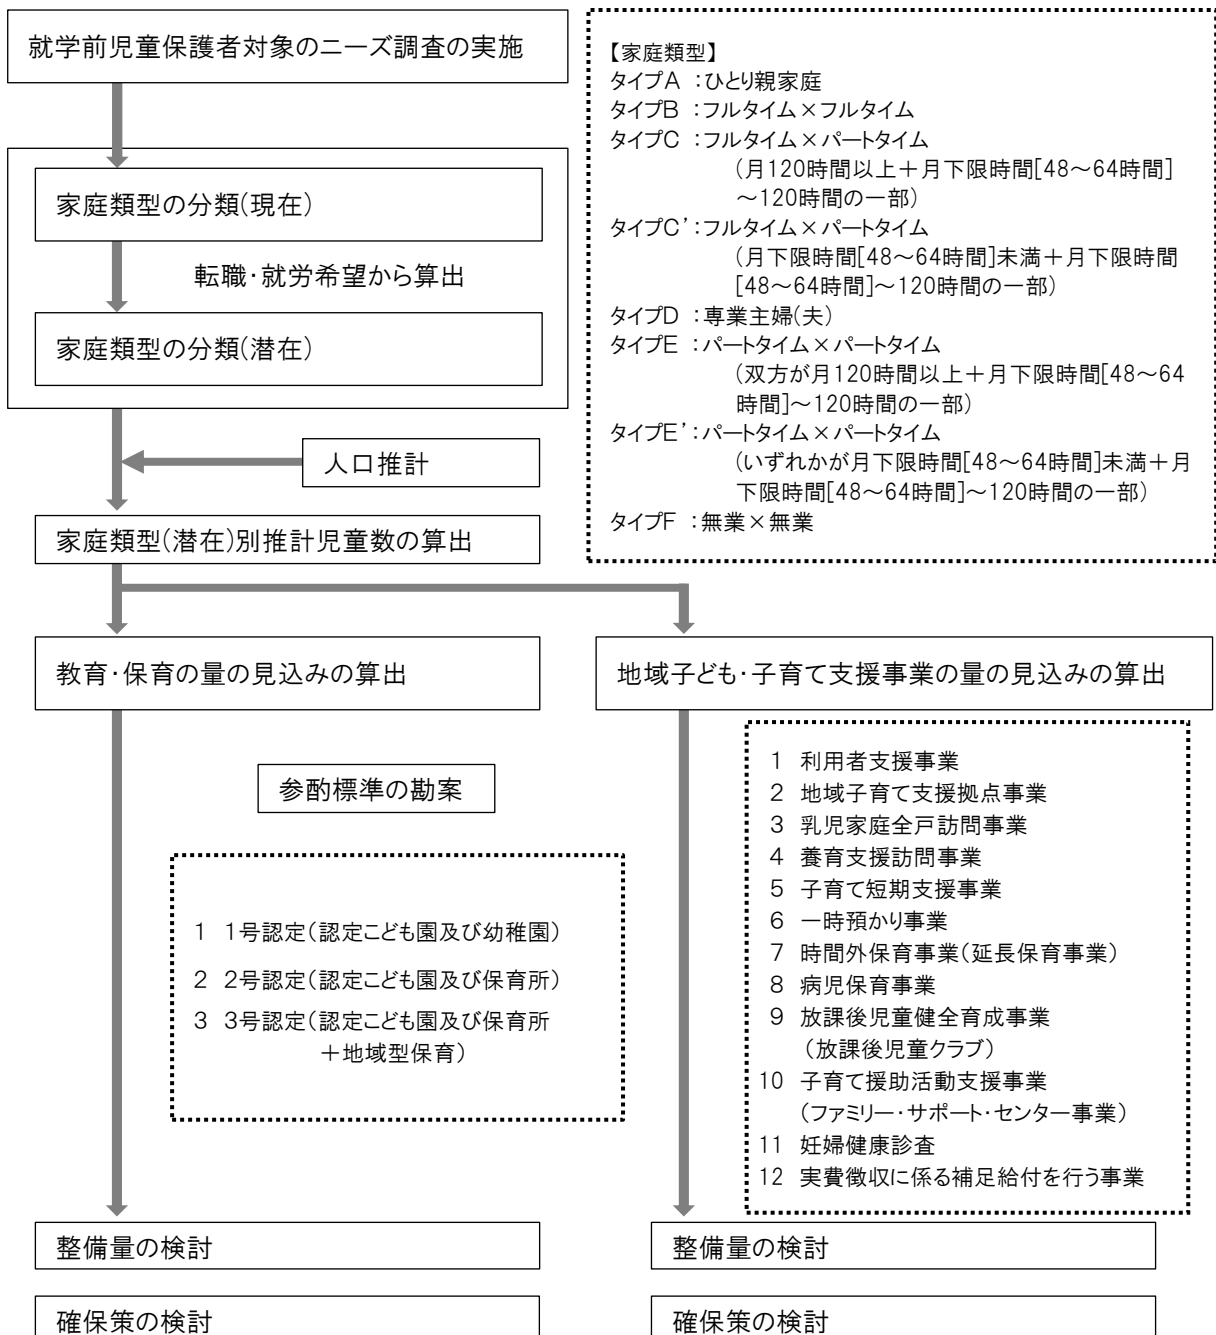 就学前児童保護者対象のニーズ調査の実施
家庭類型の分類(現在)
転職・就労希望から算出
家庭類型の分類(潜在)
人口推計
家庭類型(潜在)別推計児童数の算出
【家庭類型】
タイプA ：ひとり親家庭
タイプB ：フルタイム×フルタイム
タイプC ：フルタイム×パートタイム
（月120時間以上＋月下限時間[48～64時間]
～120時間の一部）
タイプC’：フルタイム×パートタイム
（月下限時間[48～64時間]未満＋月下限時間
[48～64時間]～120時間の一部）
タイプD ：専業主婦(夫)
タイプE ：パートタイム×パートタイム
（双方が月120時間以上＋月下限時間[48～64
時間]～120時間の一部）
タイプE’：パートタイム×パートタイム
（いずれかが月下限時間[48～64時間]未満＋月
下限時間[48～64時間]～120時間の一部）
タイプF ：無業×無業
教育・保育の量の見込みの算出
参酌標準の勘案
1 1号認定（認定こども園及び幼稚園）
2 2号認定（認定こども園及び保育所）
3 3号認定（認定こども園及び保育所
＋地域型保育）
整備量の検討
確保策の検討
地域子ども・子育て支援事業の量の見込みの算出
1 利用者支援事業
2 地域子育て支援拠点事業
3 乳児家庭全戸訪問事業
4 養育支援訪問事業
5 子育て短期支援事業
6 一時預かり事業
7 時間外保育事業（延長保育事業）
8 病児保育事業
9 放課後児童健全育成事業
（放課後児童クラブ）
10 子育て援助活動支援事業
（ファミリー・サポート・センター事業）
11 妊婦健康診査
12 実費徴収に係る補足給付を行う事業
整備量の検討
確保策の検討